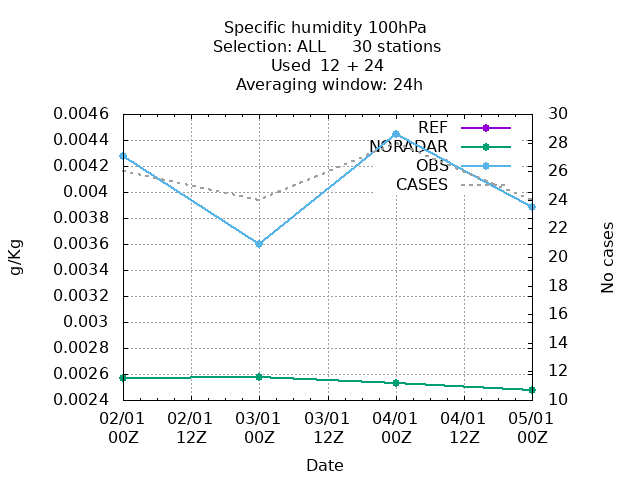 Specific humidity 100hPa
Selection: ALL 30 stations
Used 12 + 24
Averaging window: 24h
0.0046
0.0044
0.0042
0.004
0.0038
0.0036
0.0034
0.0032
0.003
0.0028
0.0026
0.0024
g/Kg
30
28
26
24
22
20
18
16
14
12
10
No cases
REF
NORADAR
OBS
CASES
02/01 02/01 03/01 03/01 04/01 04/01 05/01
00Z 12Z 00Z 12Z 00Z 12Z 00Z
Date